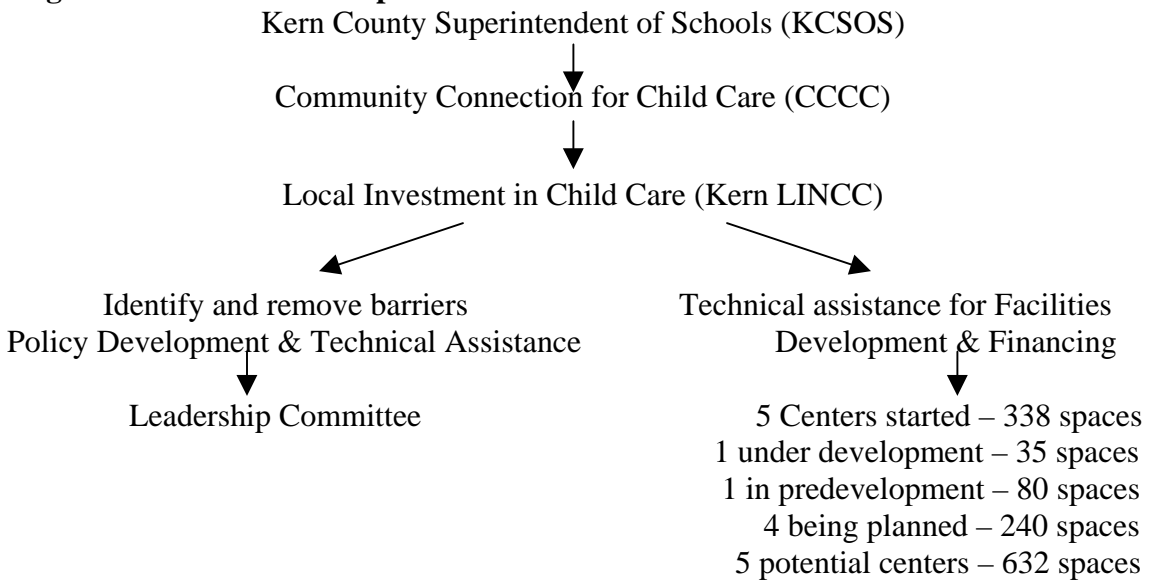 Kern County Superintendent of Schools (KCSOS)
Community Connection for Child Care (CCCC)
Local Investment in Child Care (Kern LINCC)
Identify and remove barriers
Policy Development & Technical Assistance
Leadership Committee
Technical assistance for Facilities
Development & Financing
5 Centers started – 338 spaces
1 under development – 35 spaces
1 in predevelopment – 80 spaces
4 being planned – 240 spaces
5 potential centers – 632 spaces